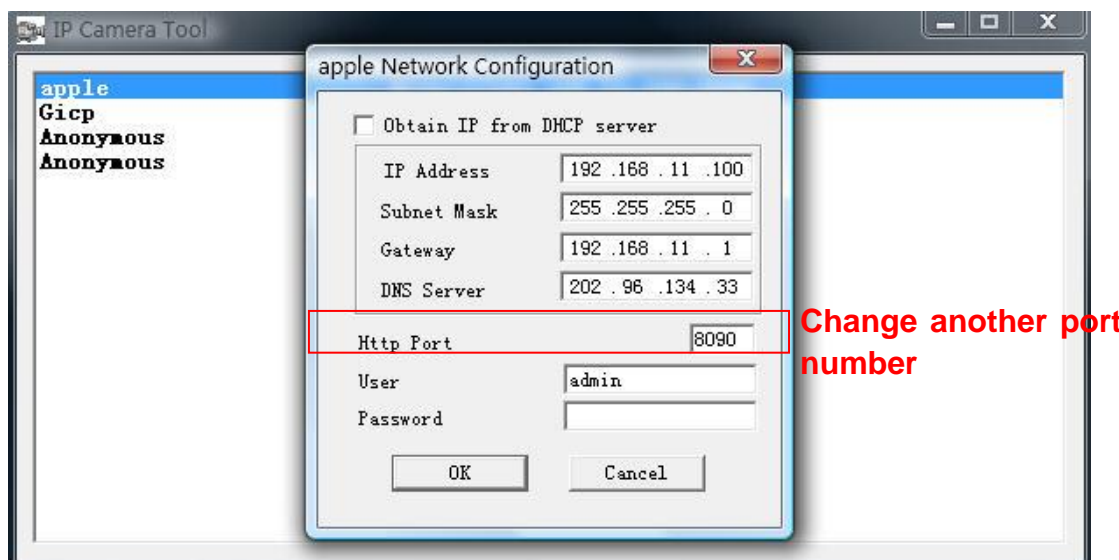 IP Camera Tool
apple
Gicp
Anonymous
Anonymous
apple Network Configuration
Obtain IP from DHCP server
IP Address 192 .168 . 11 .100
Subnet Mask 255 .255 .255 . 0
Gateway 192 .168 . 11 . 1
DNS Server 202 . 96 .134 . 33
Http Port 8090
User admin
Password
OK Cancel
Change another port
number